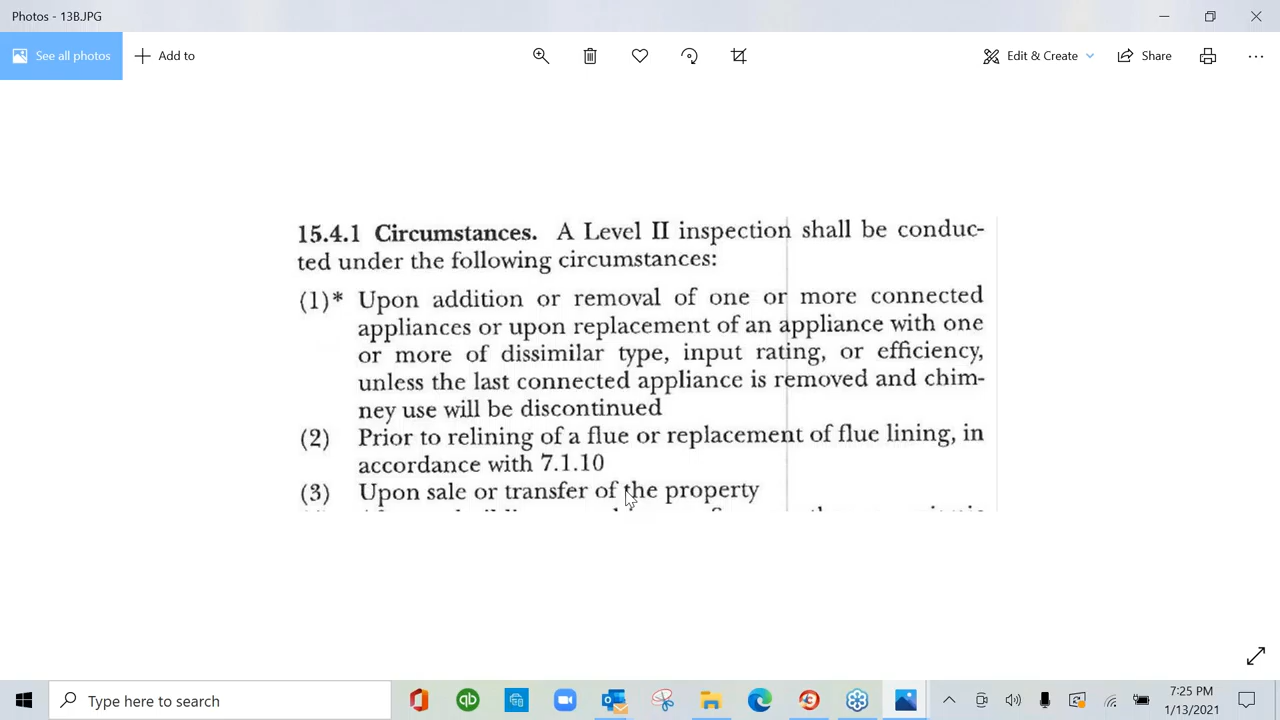 Photos - 13B.JPG
See all photos
Add to
Edit & Create
Share
15.4.1 Circumstances. A Level II inspection shall be conduc-
ted under the following circumstances:
(1)* Upon addition or removal of one or more connected
appliances or upon replacement of an appliance with one
or more of dissimilar type, input rating, or efficiency,
unless the last connected appliance is removed and chim-
ney use will be discontinued
(2) Prior to relining of a flue or replacement of flue lining, in
accordance with 7.1.10
(3) Upon sale or transfer of the property
Type here to search
qb
7:25 PM
1/13/2021